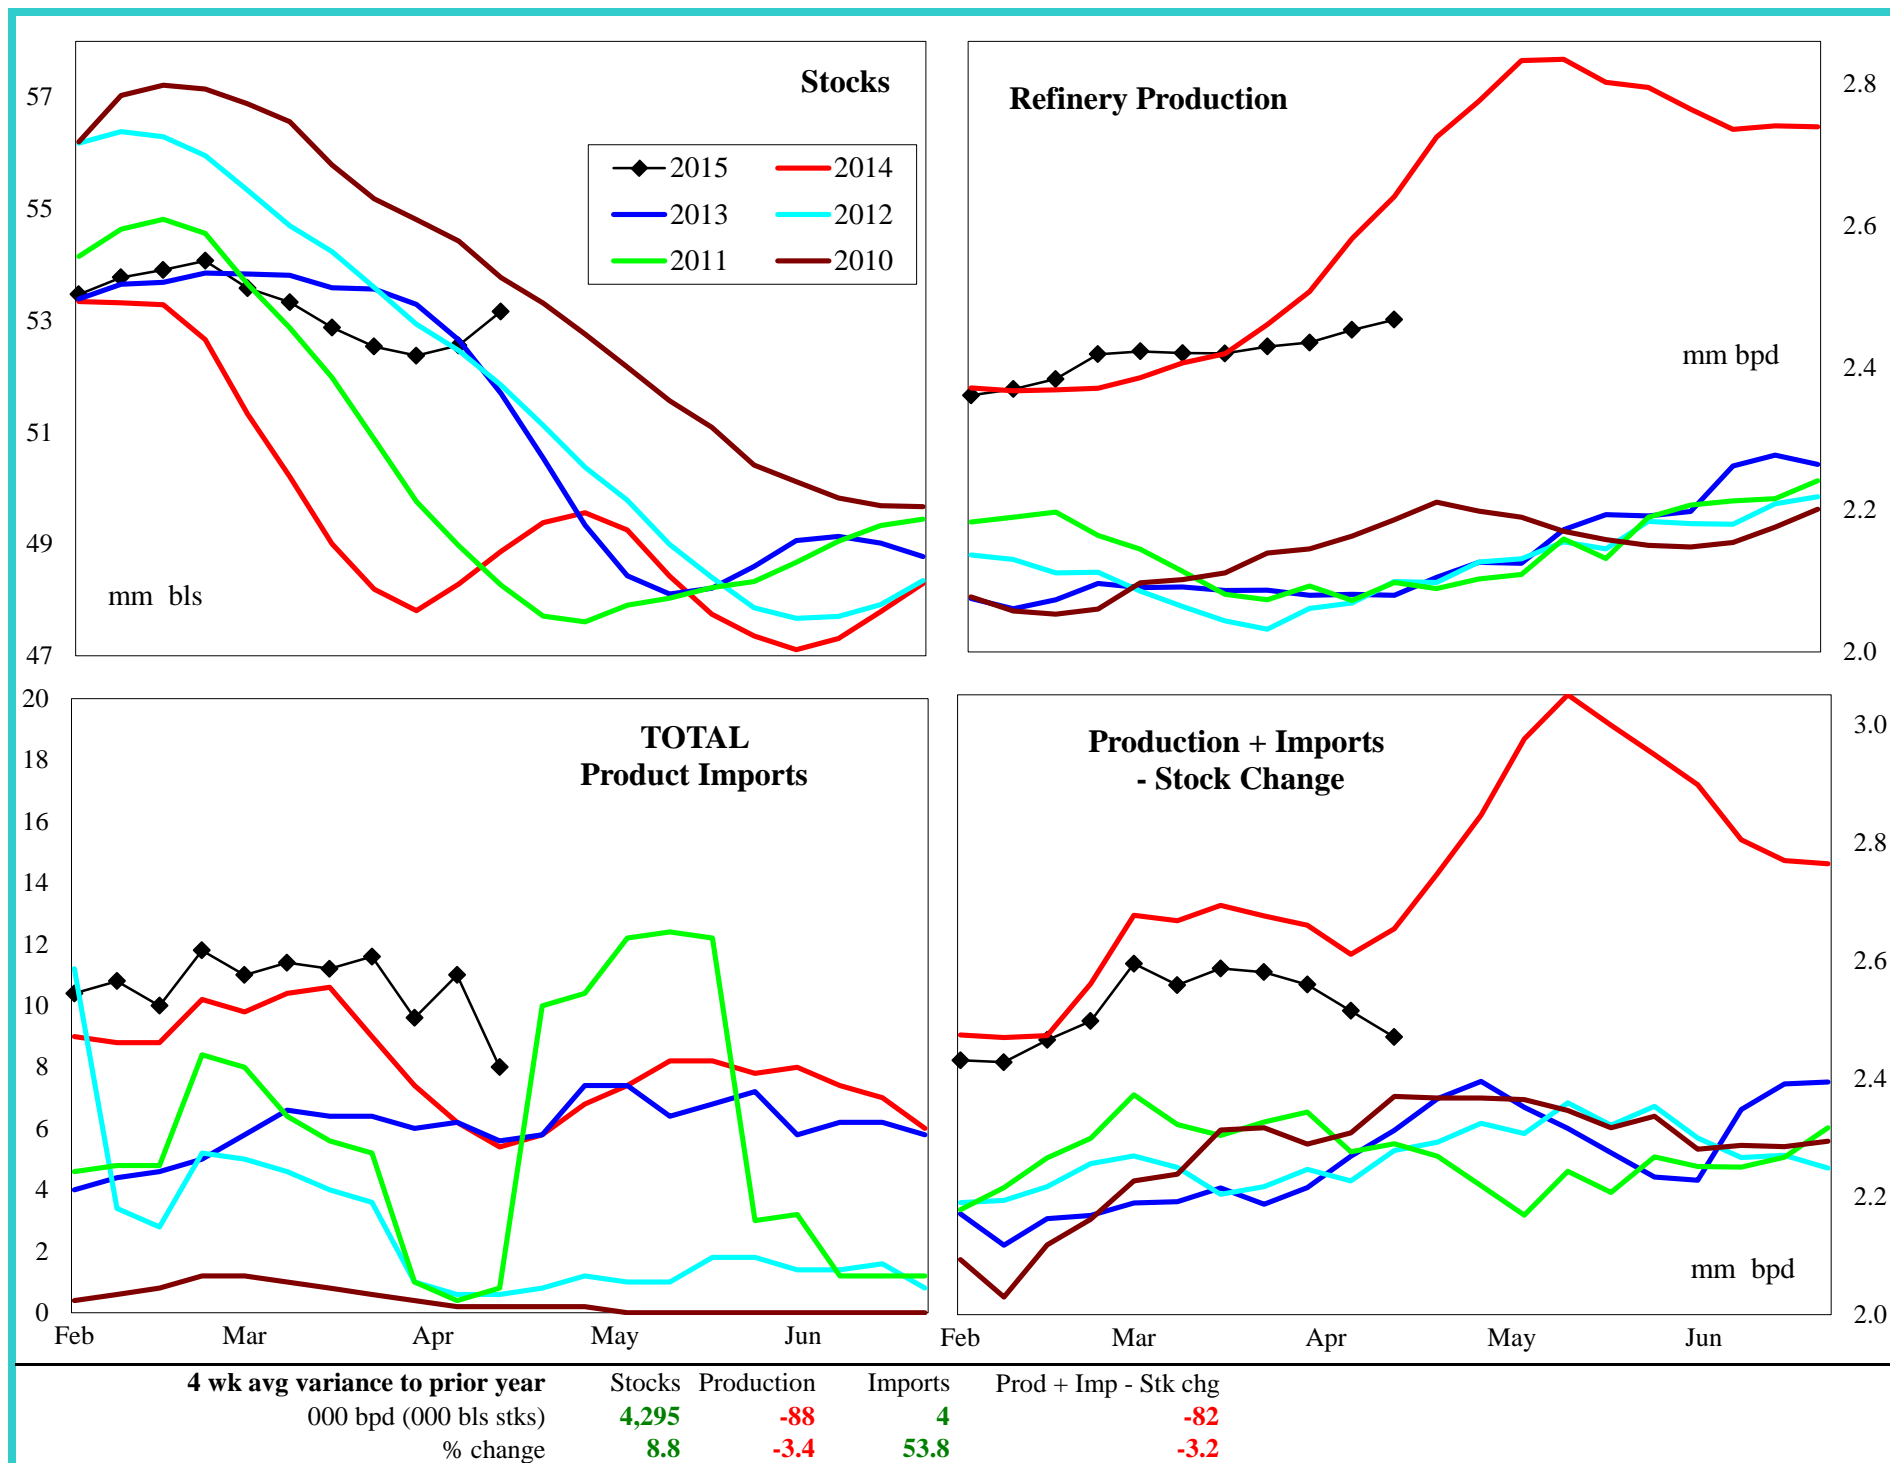 Stocks
57
55
53
51
49
47
2015
2014
2013
2012
2011
2010
mm bls
Refinery Production
mm bpd
2.8
2.6
2.4
2.2
2.0
TOTAL
Product Imports
20
18
16
14
12
10
8
6
4
2
0
Feb Mar Apr May Jun
Production + Imports
- Stock Change
mm bpd
3.0
2.8
2.6
2.4
2.2
2.0
Feb Mar Apr May Jun
4 wk avg variance to prior year Stocks Production Imports Prod + Imp - Stk chg
000 bpd (000 bls stks) 4,295 -88 4 -82
% change 8.8 -3.4 53.8 -3.2